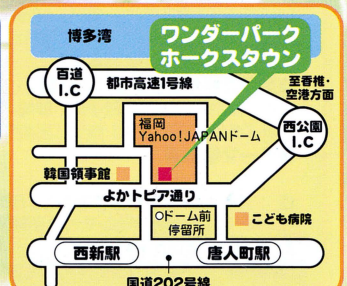 博多湾
ワンダーパーク
ホークスタウン
百道
I.C
都市高速1号線
至香椎・
空港方面
福岡
Yahoo!JAPANドーム
西公園
I.C
韓国領事館
よかトピア通り
ドーム前
停留所
こども病院
西新駅
唐人町駅
国道202号線